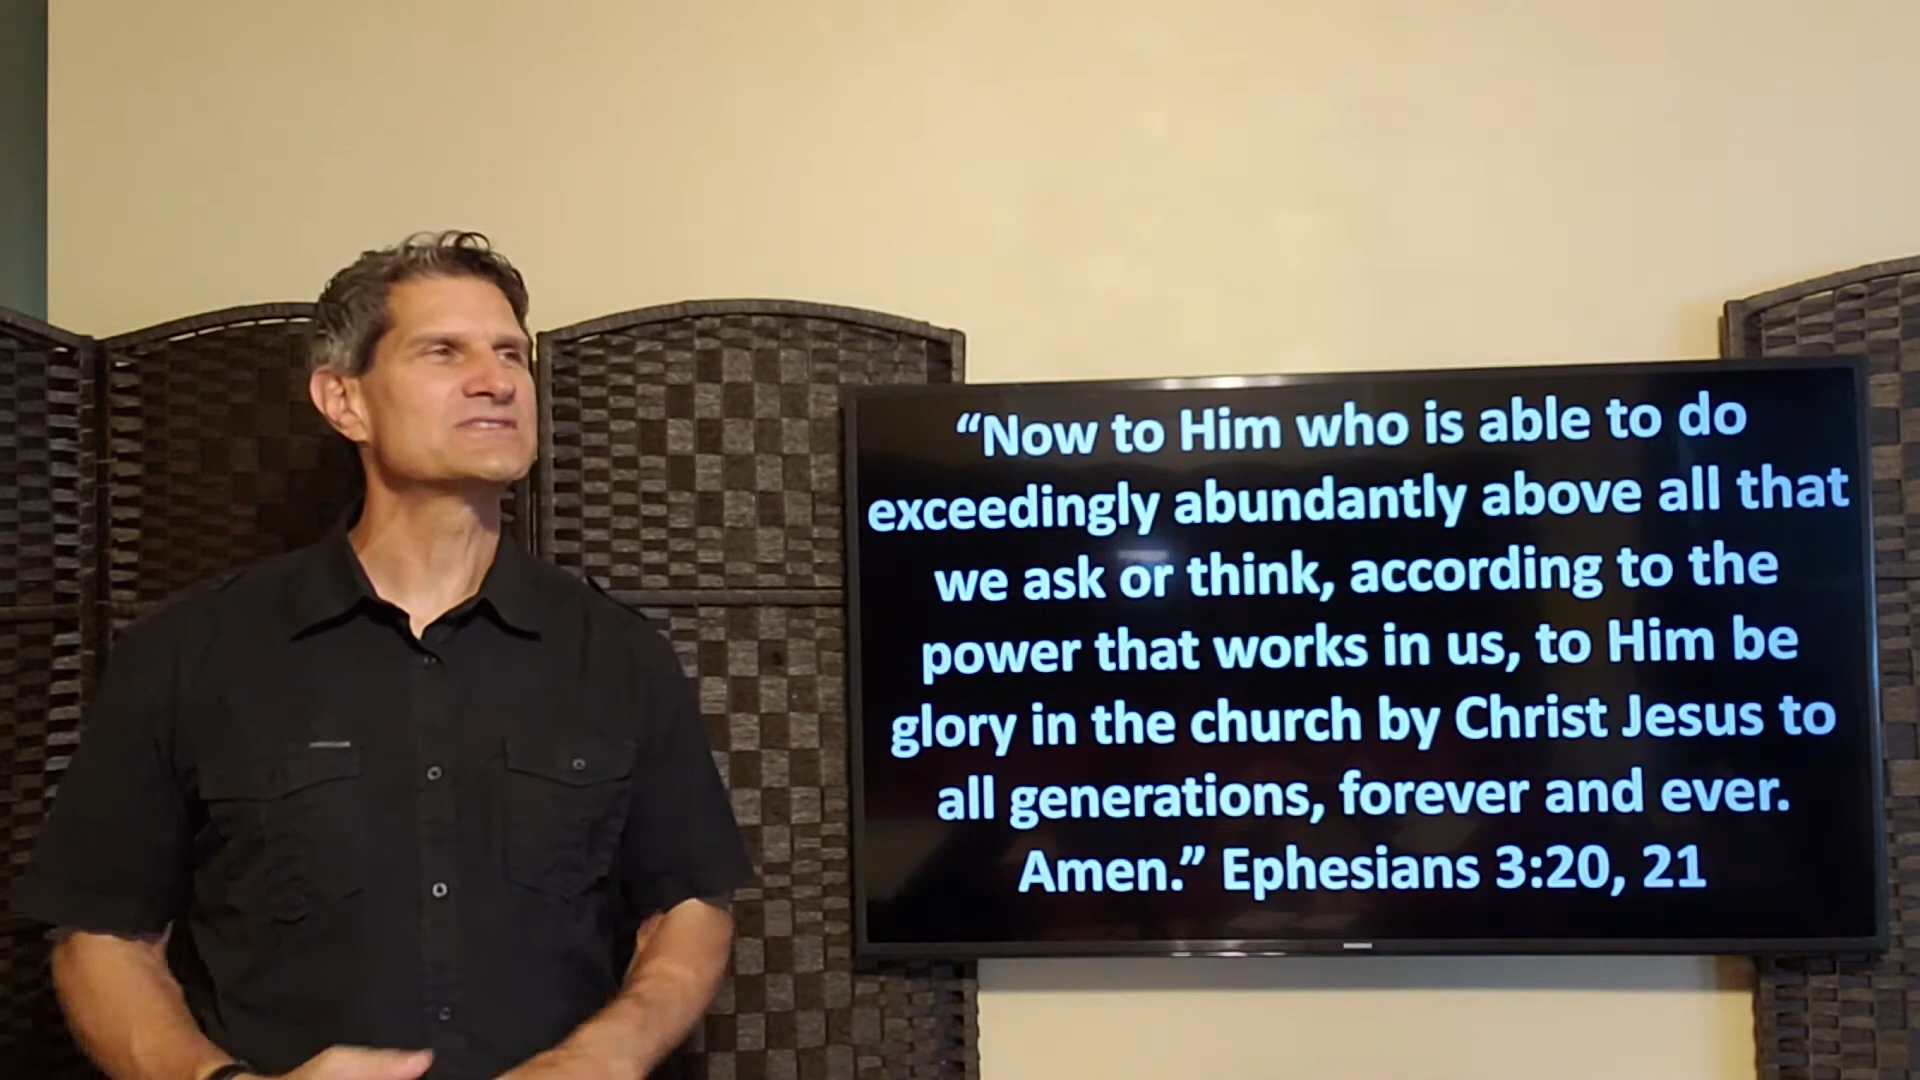 “Now to Him who is able to do
exceedingly abundantly above all that
we ask or think, according to the
power that works in us, to Him be
glory in the church by Christ Jesus to
all generations, forever and ever.
Amen.” Ephesians 3:20, 21